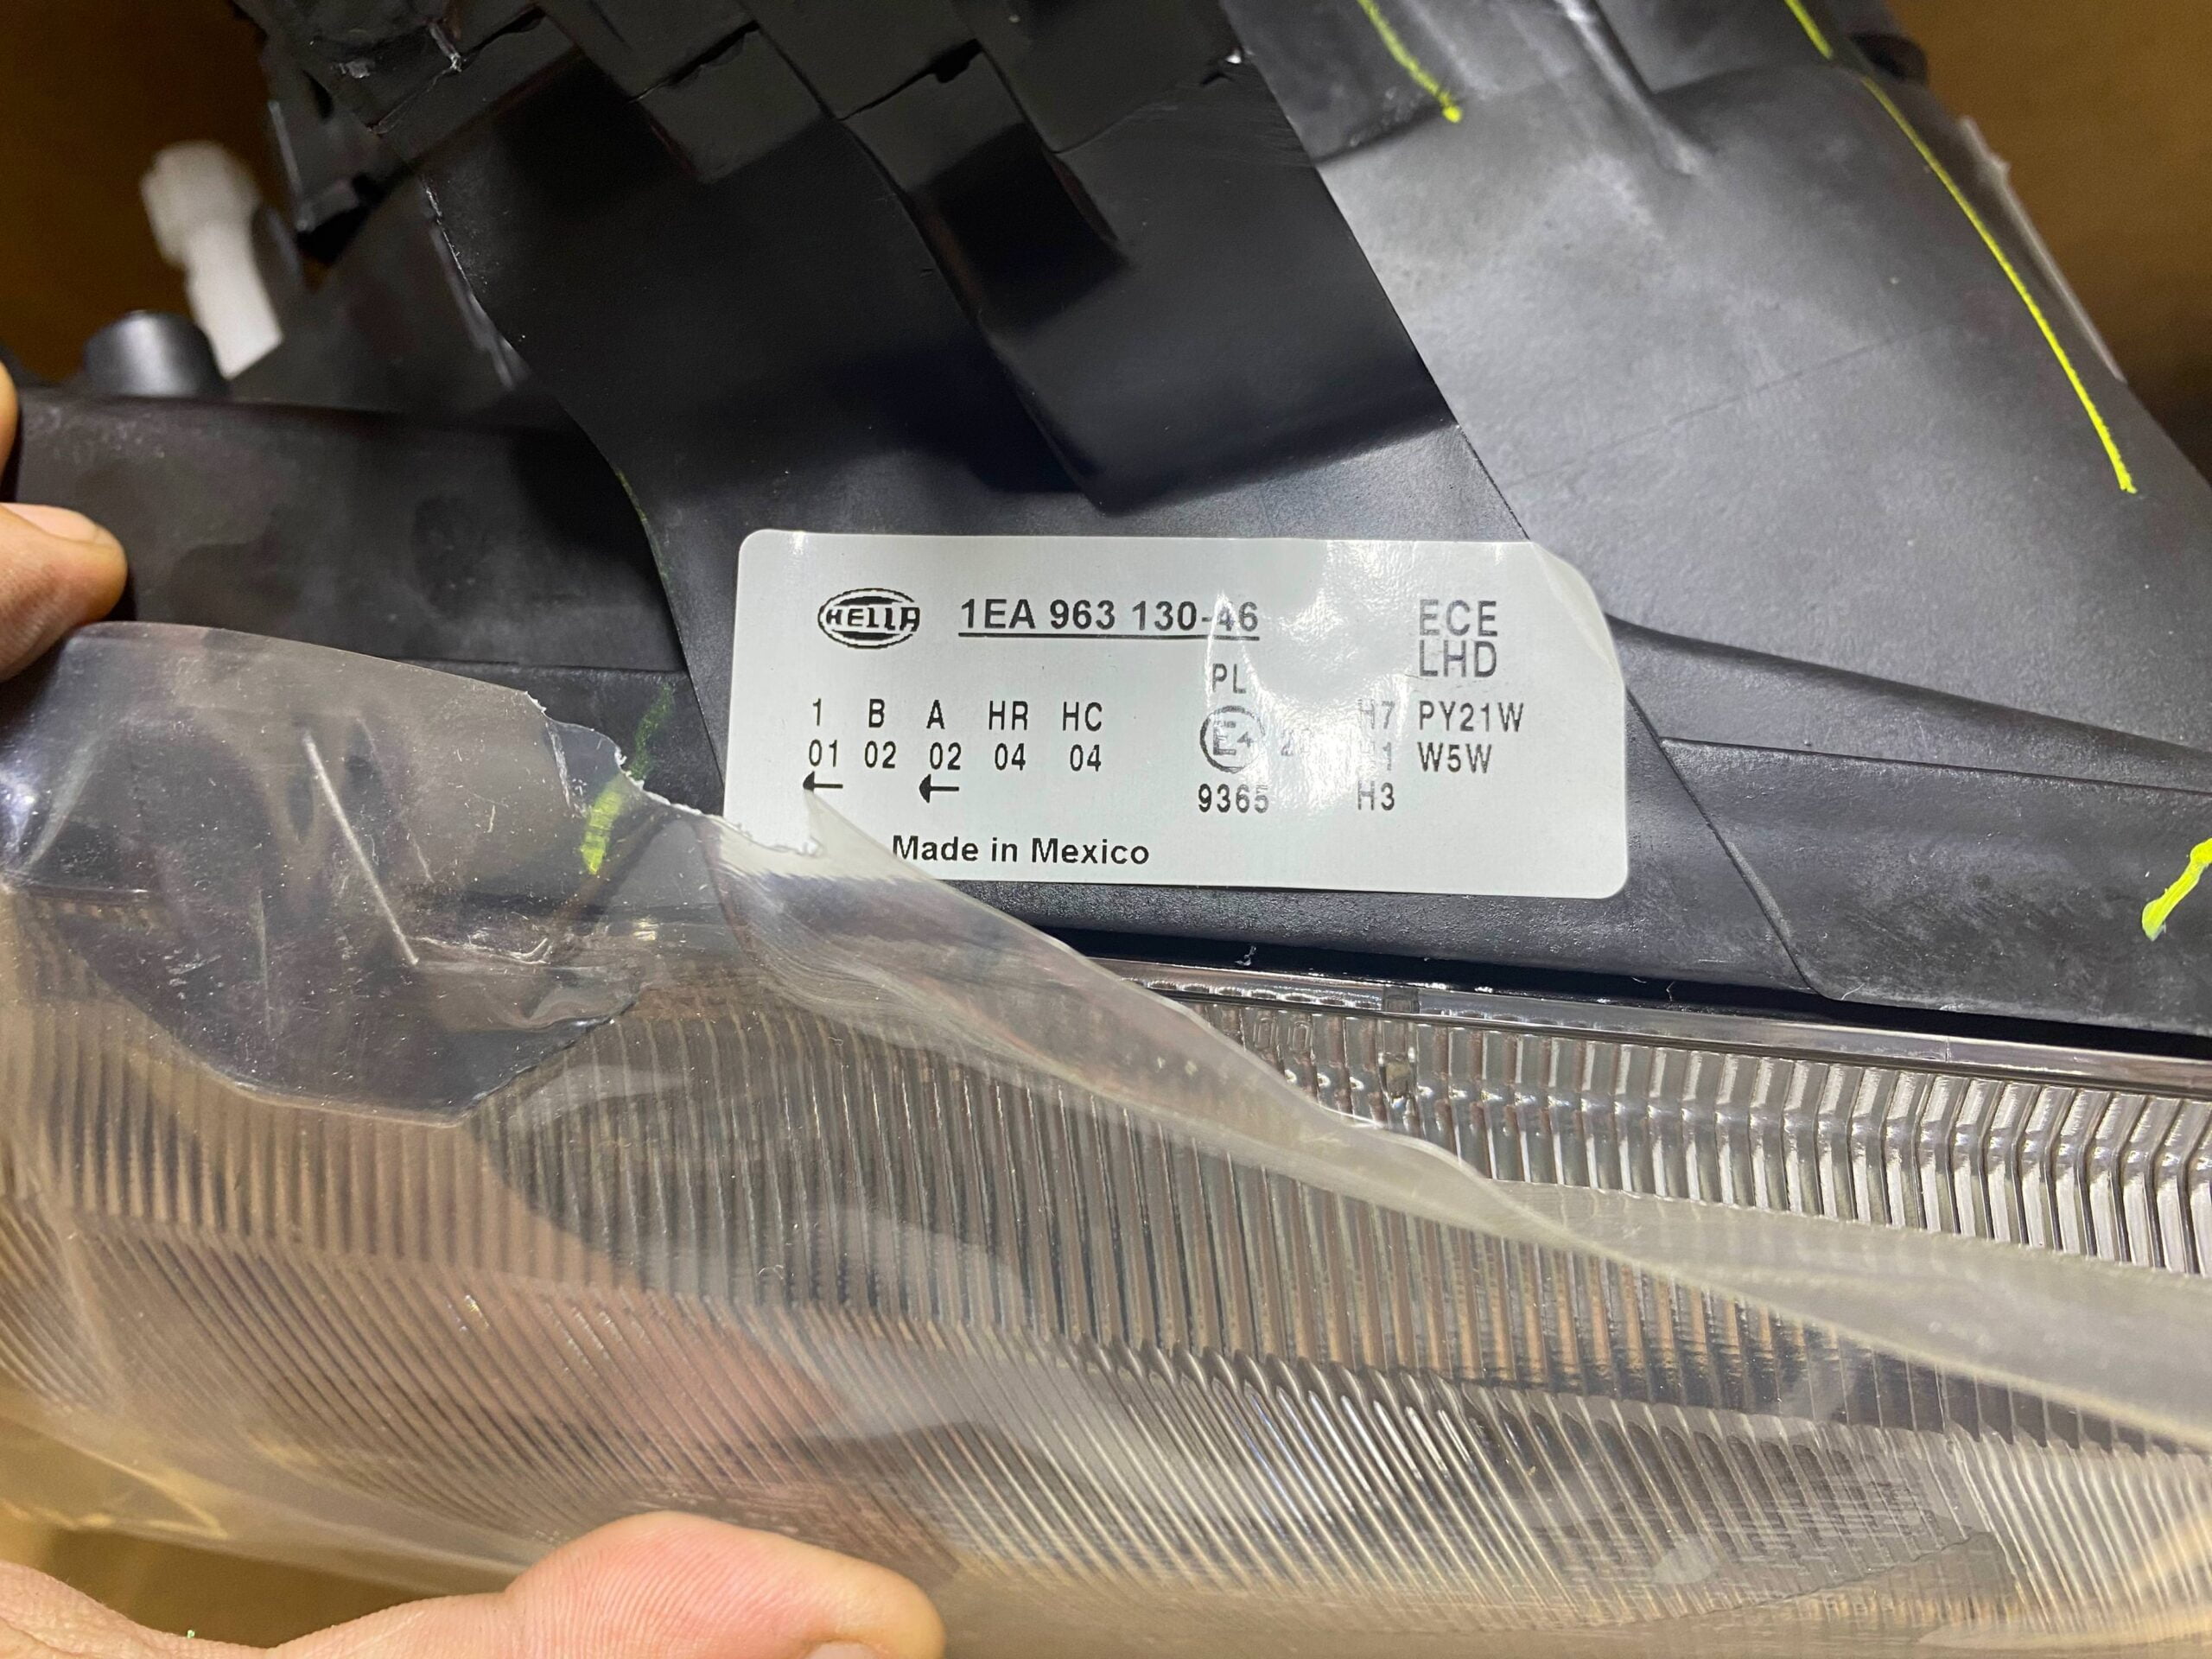 HELLA 1EA 963 130-46 ECE
LHD
PL
1 B A HR HC E4 H7 PY21W
01 02 02 04 04 W5W
← ← 9365 H3
Made in Mexico